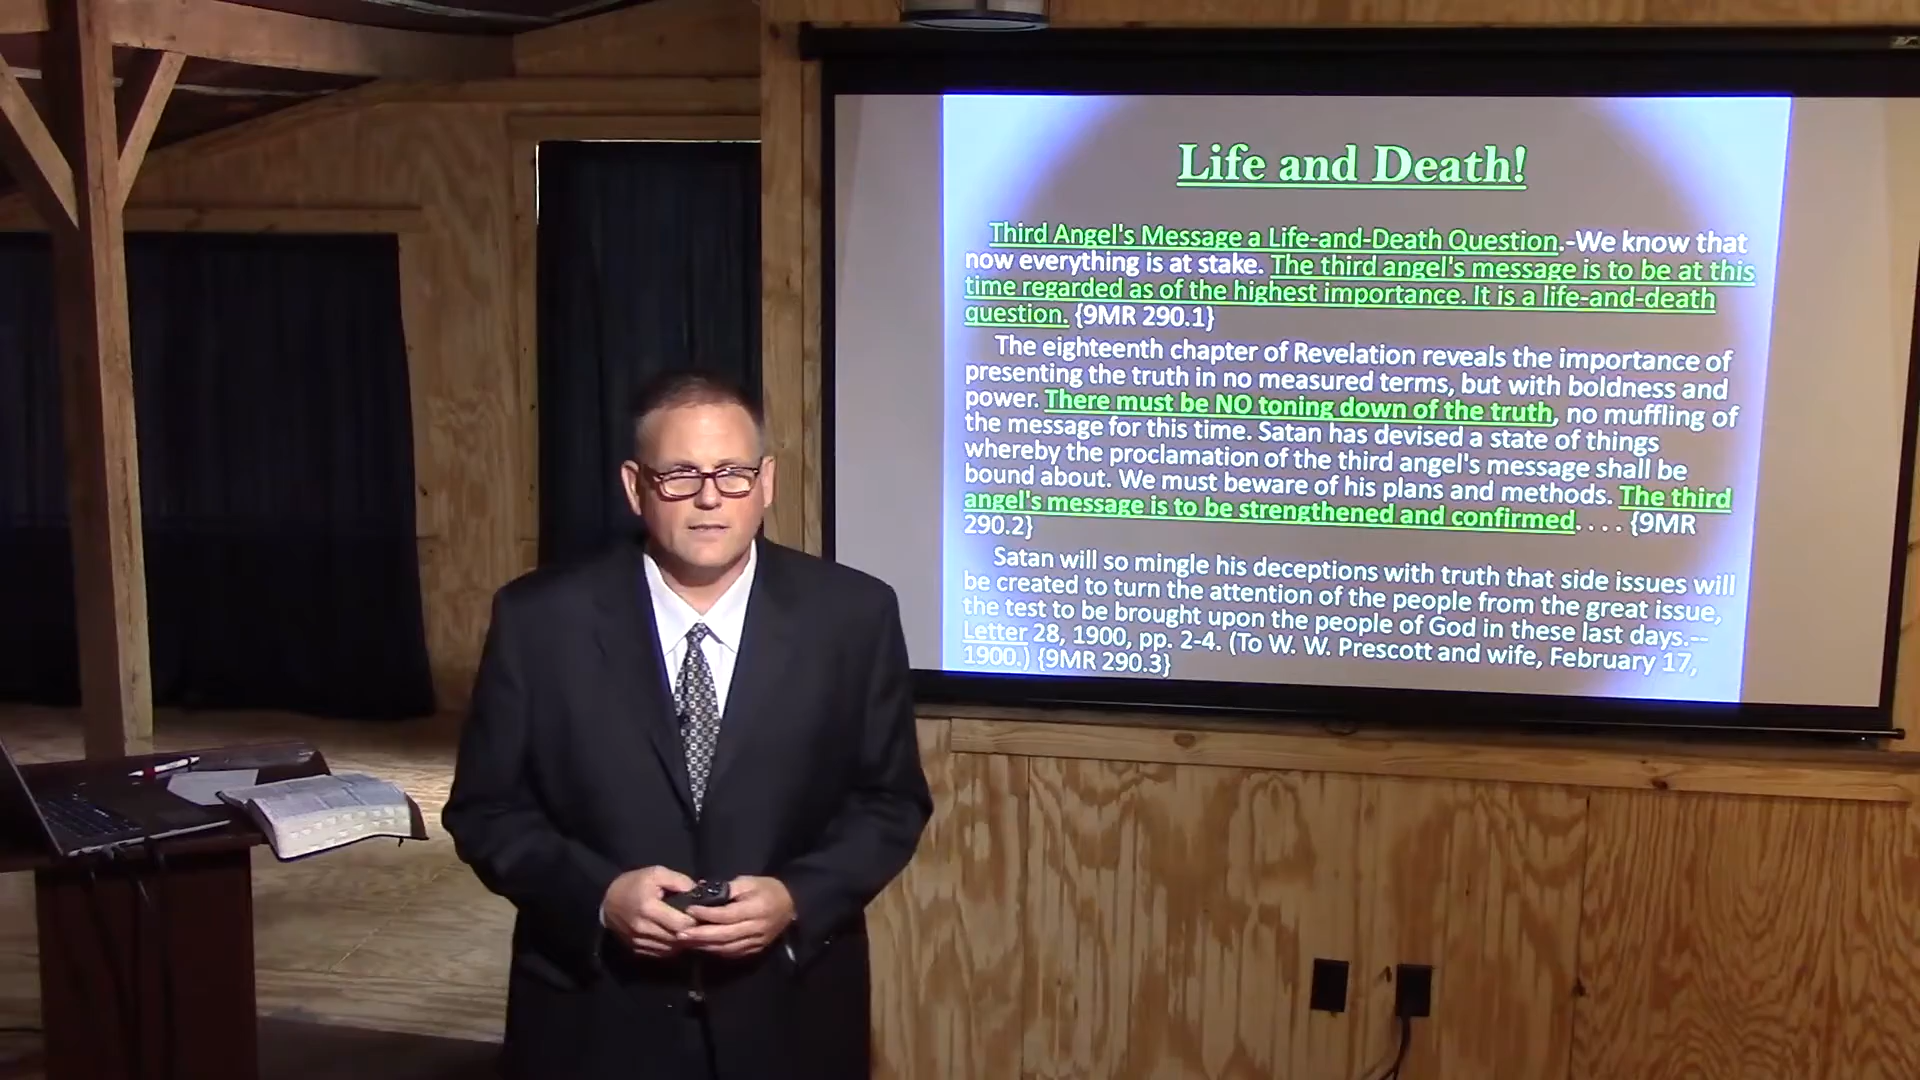 Life and Death!
Third Angel's Message a Life-and-Death Question.-We know that
now everything is at stake. The third angel's message is to be at this
time regarded as of the highest importance. It is a life-and-death
question. {9MR 290.1}
The eighteenth chapter of Revelation reveals the importance of
presenting the truth in no measured terms, but with boldness and
power. There must be NO toning down of the truth, no muffling of
the message for this time. Satan has devised a state of things
whereby the proclamation of the third angel's message shall be
bound about. We must beware of his plans and methods. The third
angel's message is to be strengthened and confirmed. . . . {9MR
290.2}
Satan will so mingle his deceptions with truth that side issues will
be created to turn the attention of the people from the great issue,
the test to be brought upon the people of God in these last days.--
Letter 28, 1900, pp. 2-4. (To W. W. Prescott and wife, February 17,
1900.) {9MR 290.3}